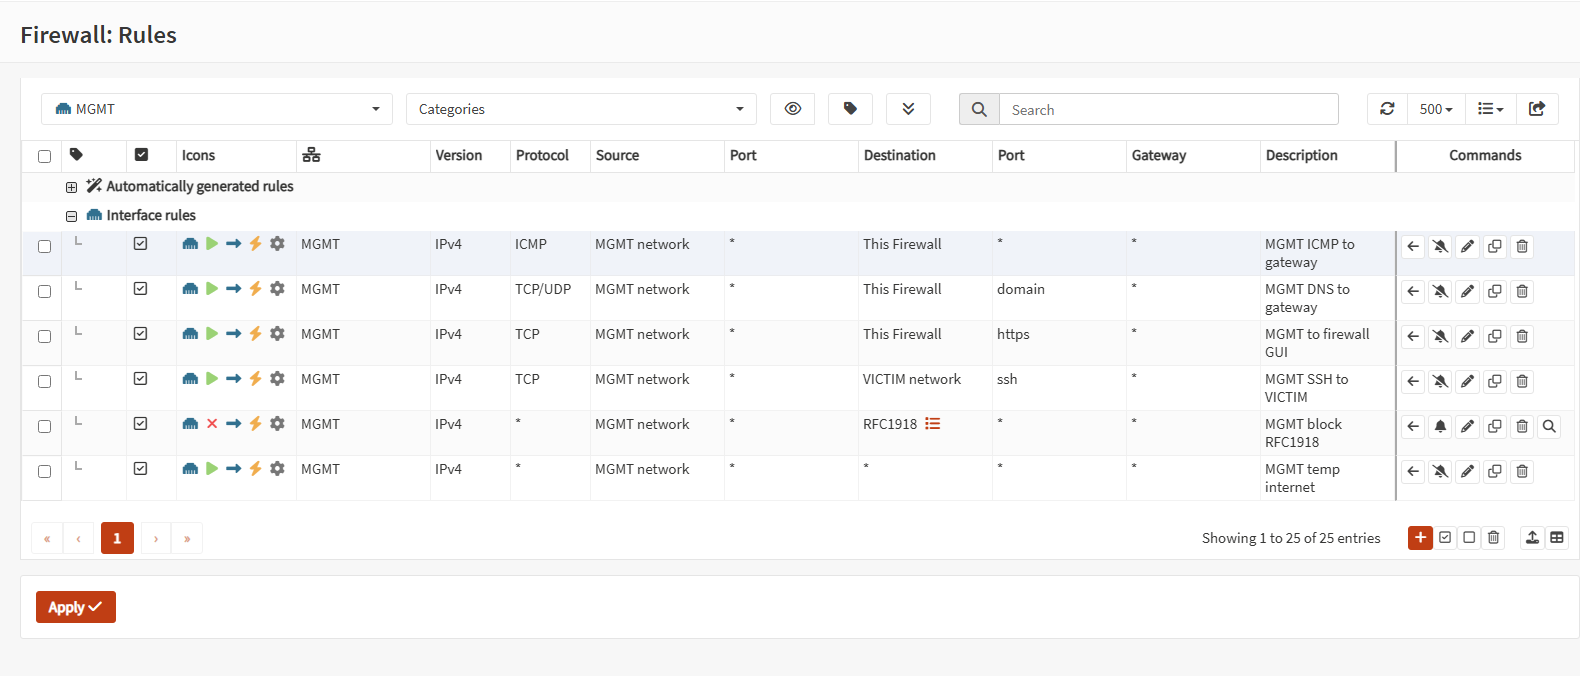 Firewall: Rules
MGMT Categories Search 500
Icons Version Protocol Source Port Destination Port Gateway Description Commands
Automatically generated rules
Interface rules
MGMT IPv4 ICMP MGMT network * This Firewall * * MGMT ICMP to
gateway
MGMT IPv4 TCP/UDP MGMT network * This Firewall domain * MGMT DNS to
gateway
MGMT IPv4 TCP MGMT network * This Firewall https * MGMT to firewall
GUI
MGMT IPv4 TCP MGMT network * VICTIM network ssh * MGMT SSH to
VICTIM
MGMT IPv4 * MGMT network * RFC1918 * * MGMT block
RFC1918
MGMT IPv4 * MGMT network * * * * MGMT temp
internet
« ‹ 1 › » Showing 1 to 25 of 25 entries
Apply